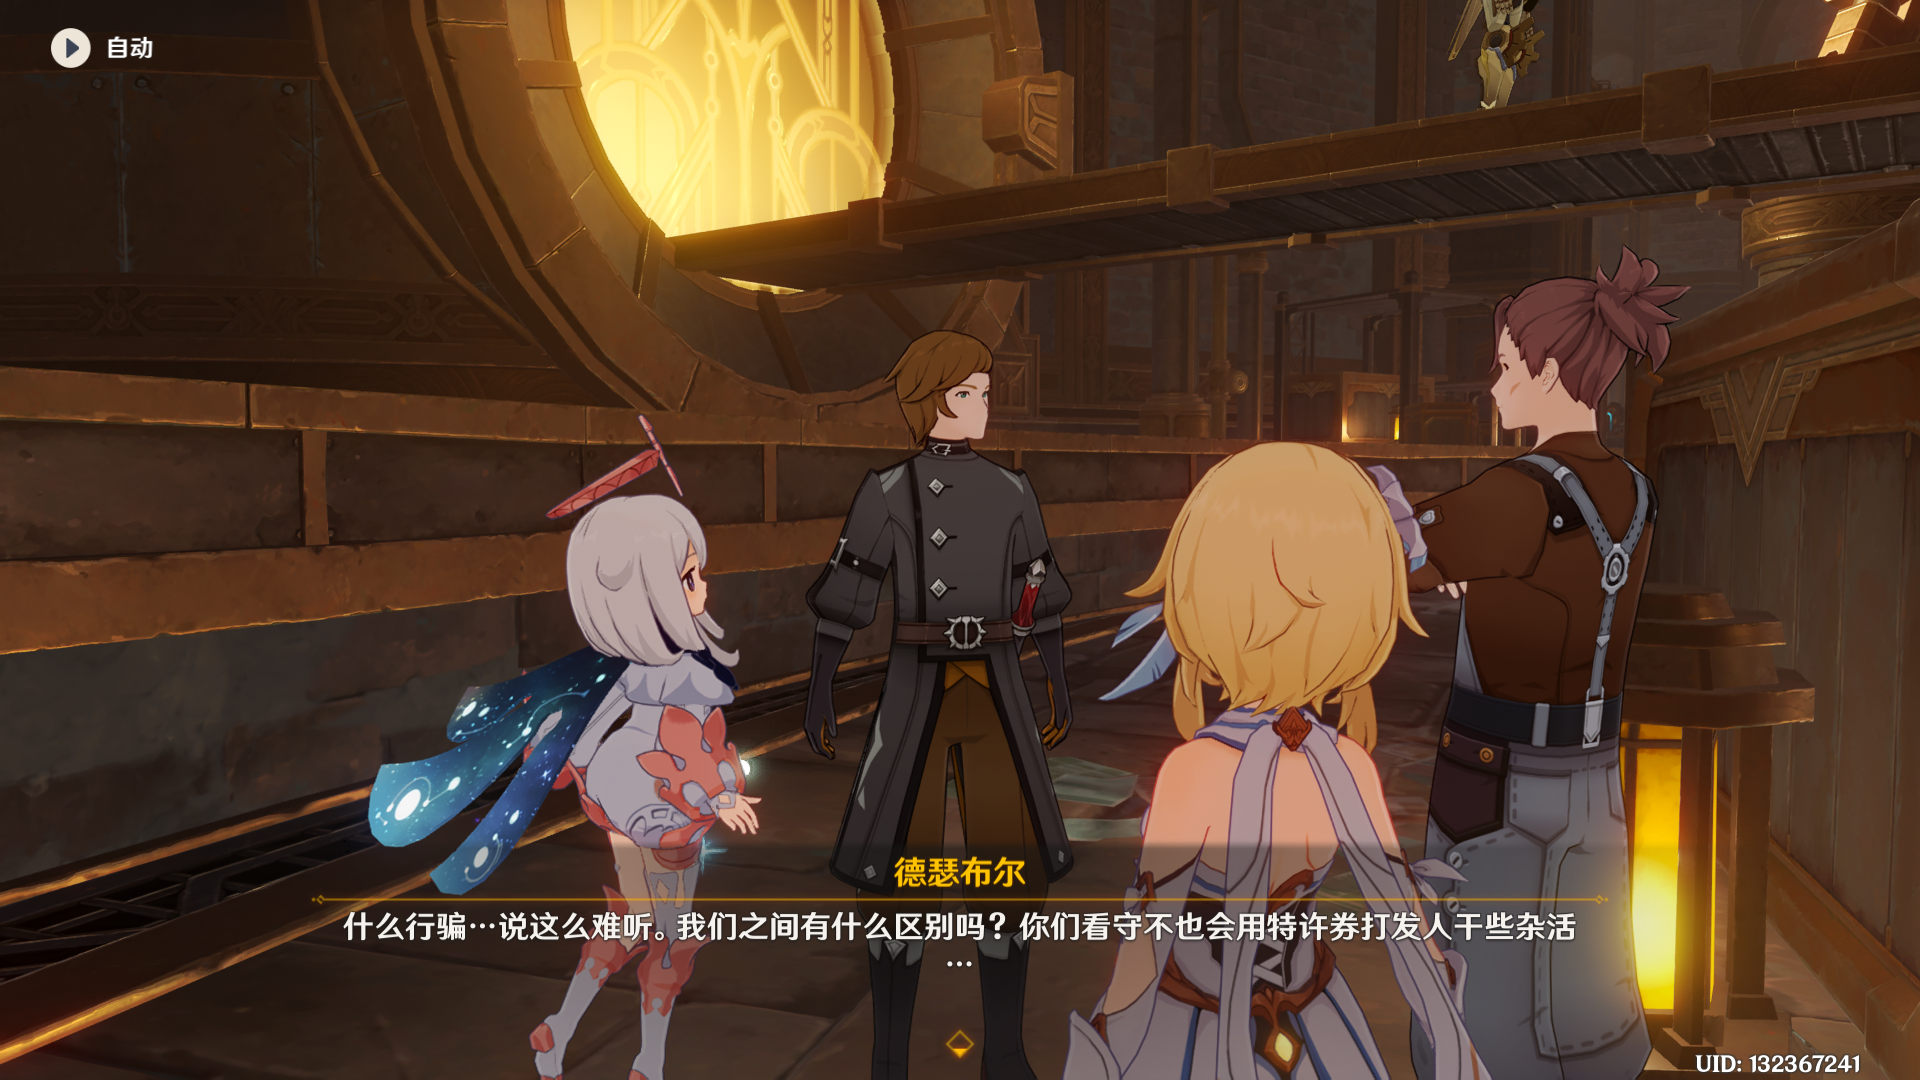 自动
德瑟布尔
什么行骗…说这么难听。我们之间有什么区别吗？你们看守不也会用特许券打发人干些杂活
…
UID: 132367241